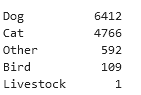 Dog 6412
Cat 4766
Other 592
Bird 109
Livestock 1